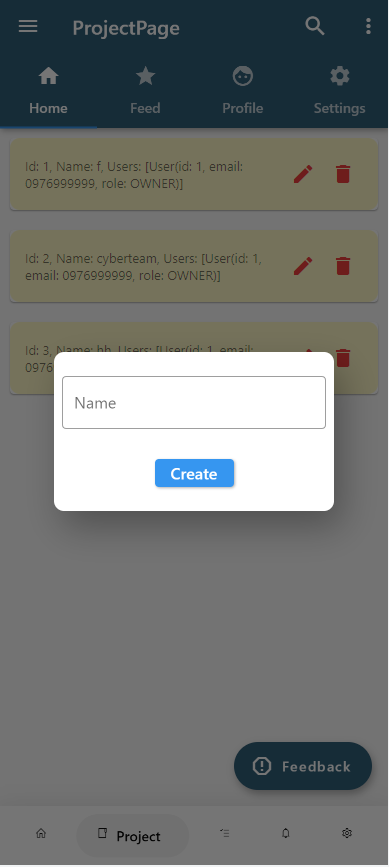 ProjectPage
Home Feed Profile Settings
Id: 1, Name: f, Users: [User(id: 1, email:
0976999999, role: OWNER)]
Id: 2, Name: cyberteam, Users: [User(id: 1,
email: 0976999999, role: OWNER)]
Id: 3, Name: hh, Users: [User(id: 1, email:
Name
Create
Feedback
Project